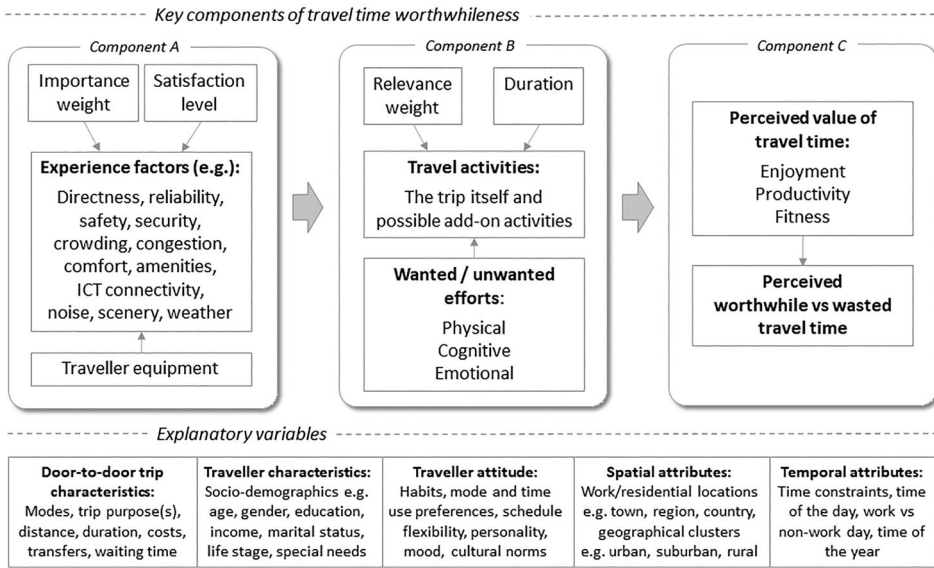 Key components of travel time worthwhileness
Component A
Importance
weight
Satisfaction
level
Experience factors (e.g.):
Directness, reliability,
safety, security,
crowding, congestion,
comfort, amenities,
ICT connectivity,
noise, scenery, weather
Traveller equipment
Component B
Relevance
weight
Duration
Travel activities:
The trip itself and
possible add-on activities
Wanted / unwanted
efforts:
Physical
Cognitive
Emotional
Component C
Perceived value of
travel time:
Enjoyment
Productivity
Fitness
Perceived
worthwhile vs wasted
travel time
Explanatory variables
Door-to-door trip
characteristics:
Modes, trip purpose(s),
distance, duration, costs,
transfers, waiting time
Traveller characteristics:
Socio-demographics e.g.
age, gender, education,
income, marital status,
life stage, special needs
Traveller attitude:
Habits, mode and time
use preferences, schedule
flexibility, personality,
mood, cultural norms
Spatial attributes:
Work/residential locations
e.g. town, region, country,
geographical clusters
e.g. urban, suburban, rural
Temporal attributes:
Time constraints, time
of the day, work vs
non-work day, time of
the year